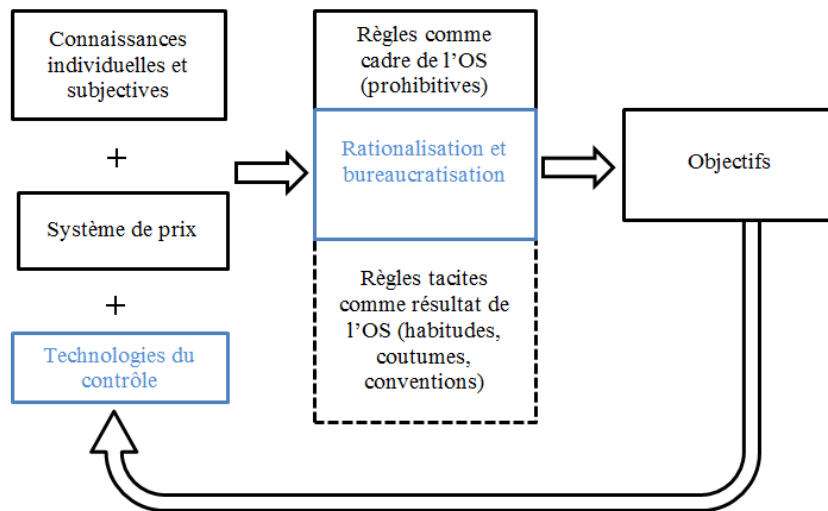 Connaissances
individuelles et
subjectives
+
Système de prix
+
Technologies du
contrôle
Règles comme
cadre de l'OS
(prohibitives)
Rationalisation et
bureaucratisation
Règles tacites
comme résultat de
l'OS (habitudes,
coutumes,
conventions)
Objectifs